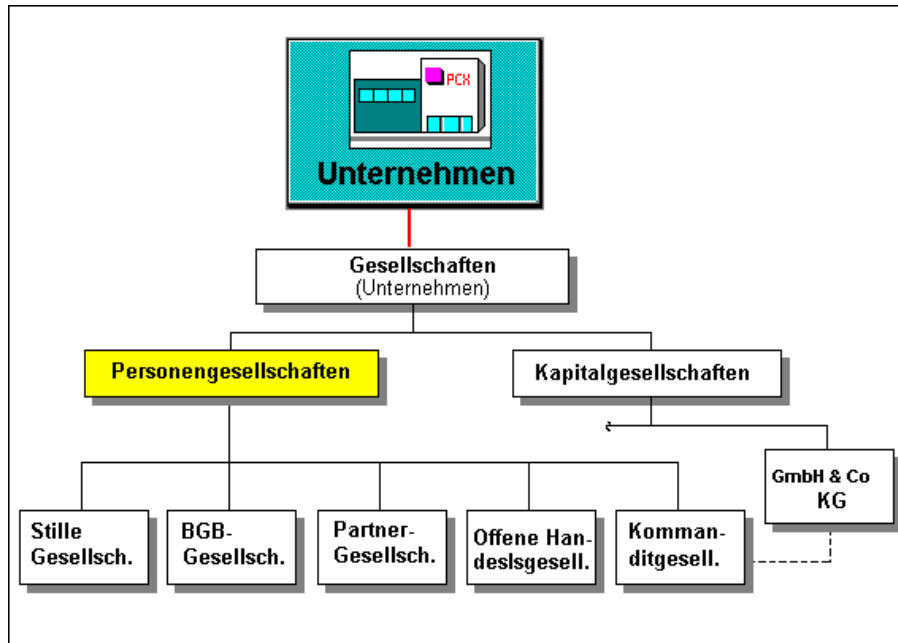 PCX
Unternehmen
Gesellschaften
(Unternehmen)
Personengesellschaften
Kapitalgesellschaften
GmbH & Co
KG
Stille
Gesellsch.
BGB-
Gesellsch.
Partner-
Gesellsch.
Offene Han-
deslsgesell.
Komman-
ditgesell.